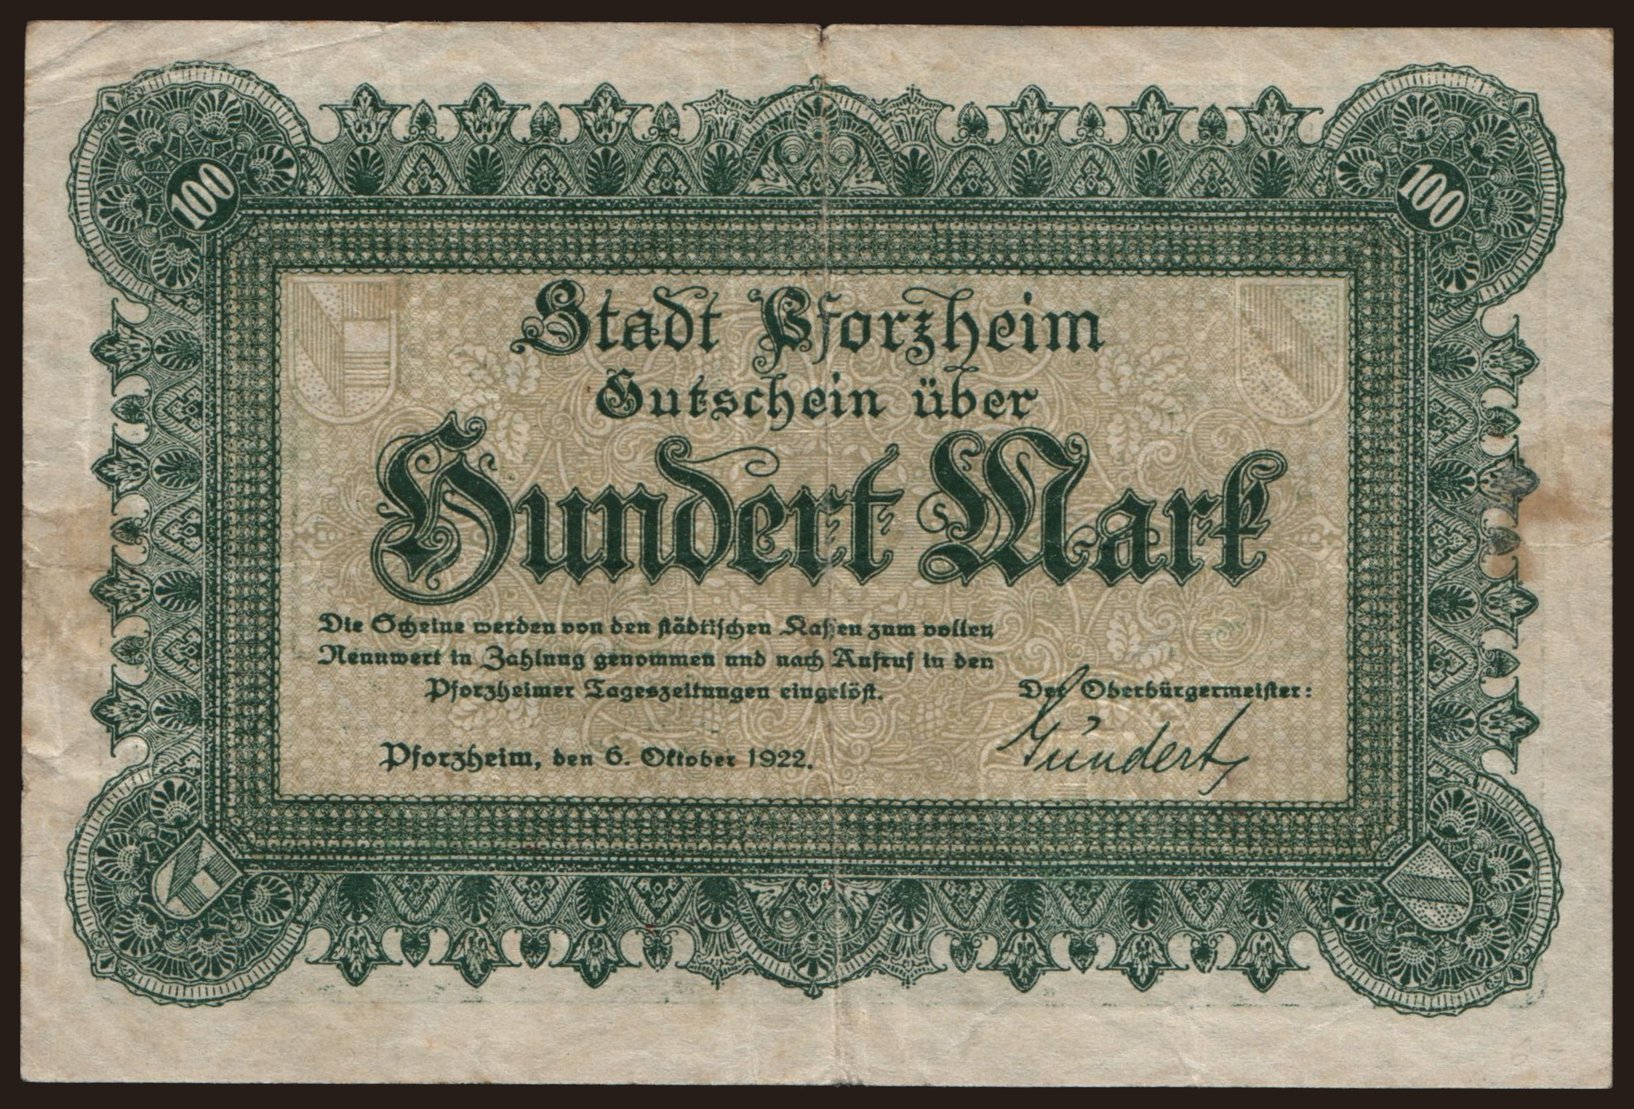 100
100
Stadt Pforzheim
Gutschein über
Hundert Mark
Die Scheine werden von den städtischen Kassen zum vollen
Nennwert in Zahlung genommen und nach Aufruf in den
Pforzheimer Tageszeitungen eingelöst.
Der Oberbürgermeister:
Gündert
Pforzheim, den 6. Oktober 1922.